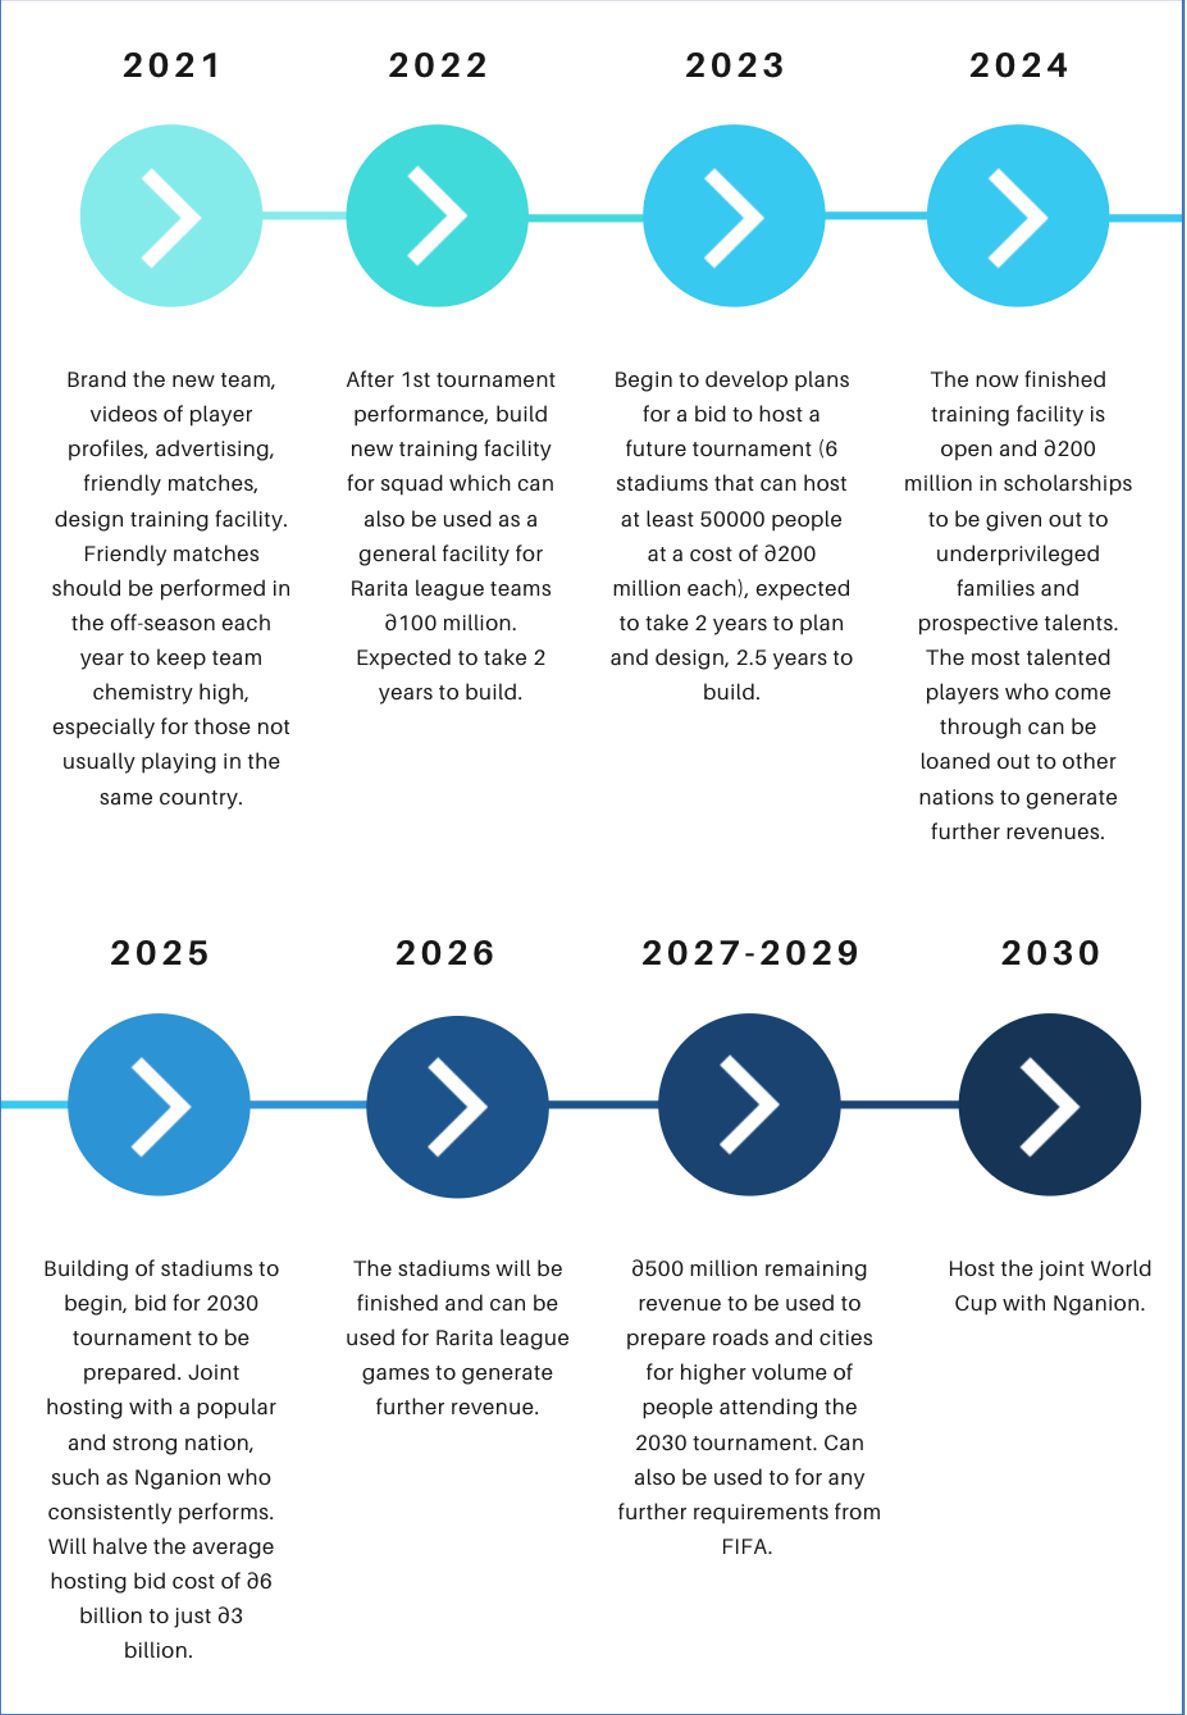 2021
2022
2023
2024
Brand the new team,
videos of player
profiles, advertising,
friendly matches,
design training facility.
Friendly matches
should be performed in
the off-season each
year to keep team
chemistry high,
especially for those not
usually playing in the
same country.
After 1st tournament
performance, build
new training facility
for squad which can
also be used as a
general facility for
Rarita league teams
∂100 million.
Expected to take 2
years to build.
Begin to develop plans
for a bid to host a
future tournament (6
stadiums that can host
at least 50000 people
at a cost of ∂200
million each), expected
to take 2 years to plan
and design, 2.5 years to
build.
The now finished
training facility is
open and ∂200
million in scholarships
to be given out to
underprivileged
families and
prospective talents.
The most talented
players who come
through can be
loaned out to other
nations to generate
further revenues.
2025
2026
2027-2029
2030
Building of stadiums to
begin, bid for 2030
tournament to be
prepared. Joint
hosting with a popular
and strong nation,
such as Nganion who
consistently performs.
Will halve the average
hosting bid cost of ∂6
billion to just ∂3
billion.
The stadiums will be
finished and can be
used for Rarita league
games to generate
further revenue.
∂500 million remaining
revenue to be used to
prepare roads and cities
for higher volume of
people attending the
2030 tournament. Can
also be used to for any
further requirements from
FIFA.
Host the joint World
Cup with Nganion.